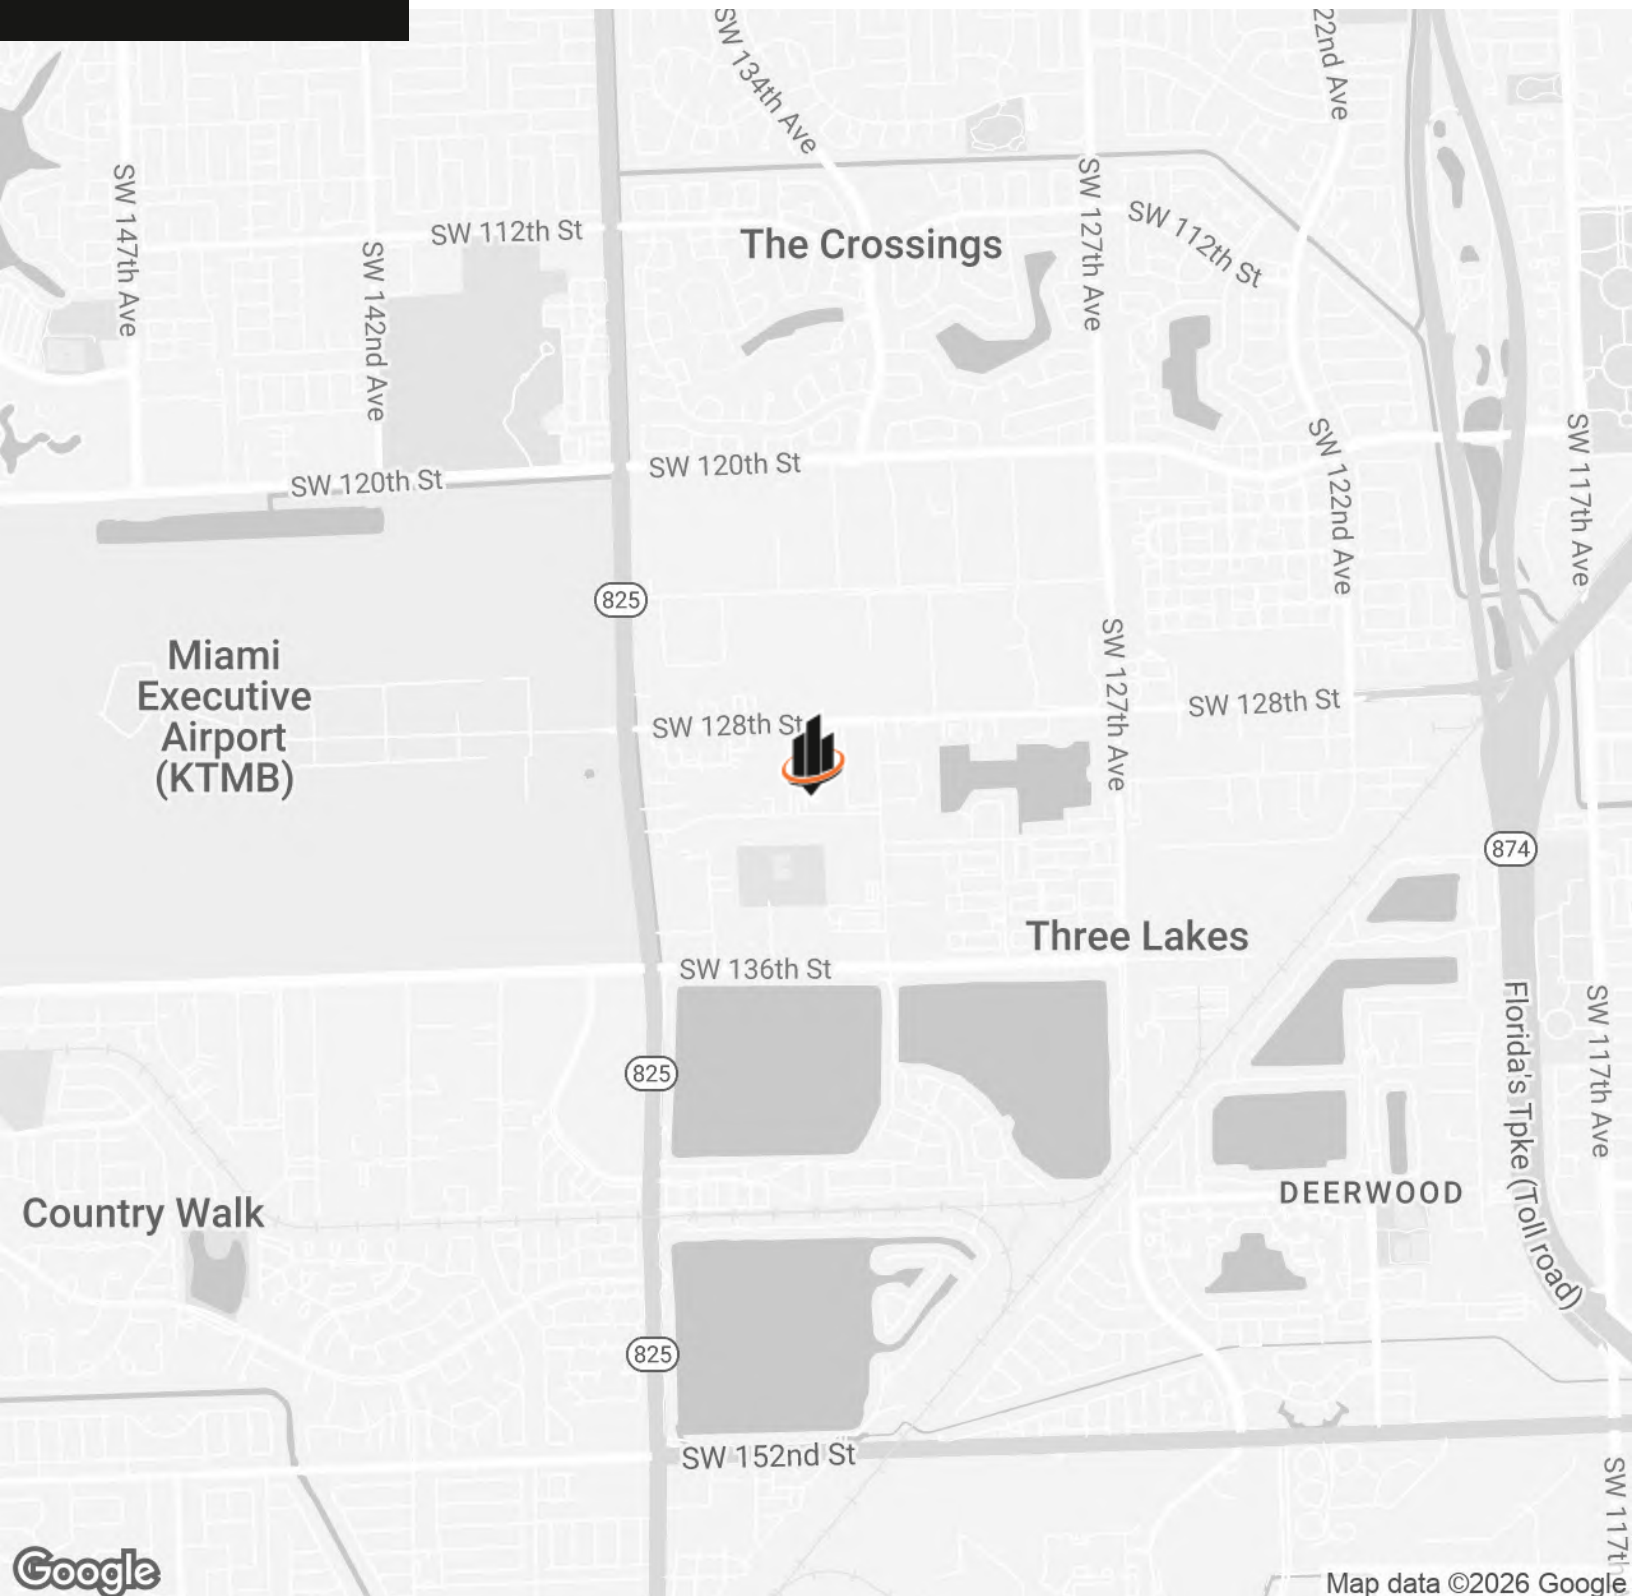 SW 134th Ave
22nd Ave
SW 147th Ave
SW 142nd Ave
SW 112th St
The Crossings
SW 127th Ave
SW 112th St
SW 120th St
SW 120th St
SW 122nd Ave
SW 117th Ave
825
Miami
Executive
Airport
(KTMB)
SW 128th St
SW 127th Ave
SW 128th St
874
Three Lakes
SW 136th St
825
Florida's Tpke (Toll road)
SW 117th Ave
Country Walk
DEERWOOD
825
SW 152nd St
SW 117th
Google
Map data ©2026 Google